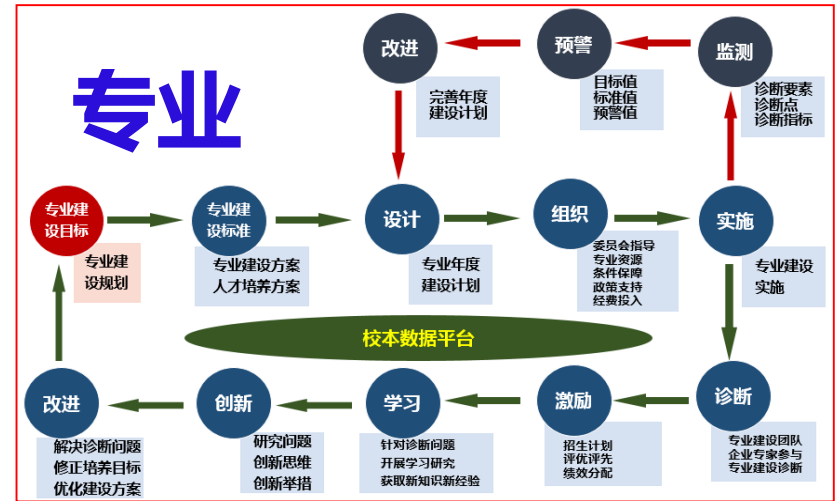 专业
改进
完善年度
建设计划
预警
目标值
标准值
预警值
监测
诊断要素
诊断点
诊断指标
专业建
设目标
专业建
设规划
专业建
设标准
专业建设方案
人才培养方案
设计
专业年度
建设计划
组织
委员会指导
专业资源
条件保障
政策支持
经费投入
实施
专业建设
实施
校本数据平台
改进
解决诊断问题
修正培养目标
优化建设方案
创新
研究问题
创新思维
创新举措
学习
针对诊断问题
开展学习研究
获取新知识新经验
激励
招生计划
评优评先
绩效分配
诊断
专业建设团队
企业专家参与
专业建设诊断